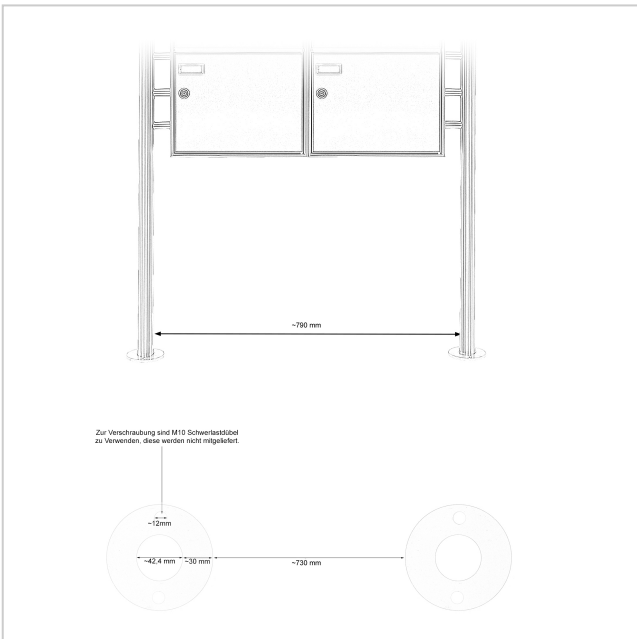 ~790 mm
Zur Verschraubung sind M10 Schwerlastdübel
zu Verwenden, diese werden nicht mitgeliefert.
~12mm
~42,4 mm
~30 mm
~730 mm